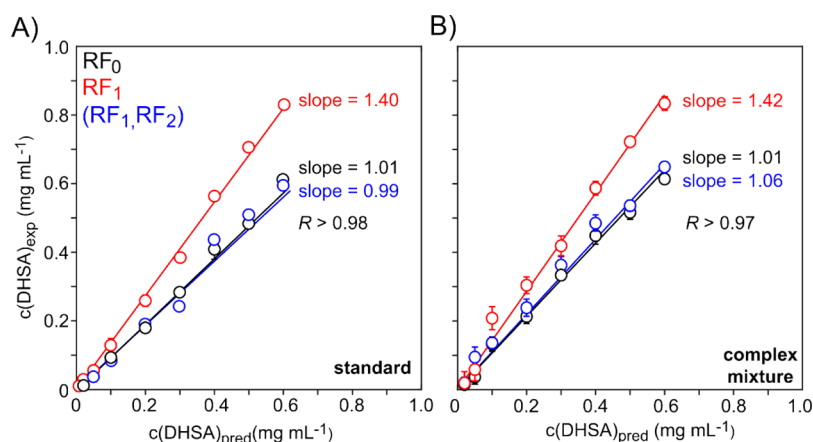 A)
B)
1.0
0.8
0.6
0.4
0.2
0
c(DHSA)exp (mg mL-1)
RF0
RF1
(RF1,RF2)
slope = 1.40
slope = 1.01
slope = 0.99
R > 0.98
standard
0 0.2 0.4 0.6 0.8 1.0
c(DHSA)pred(mg mL-1)
slope = 1.42
slope = 1.01
slope = 1.06
R > 0.97
complex
mixture
0 0.2 0.4 0.6 0.8 1.0
c(DHSA)pred(mg mL-1)